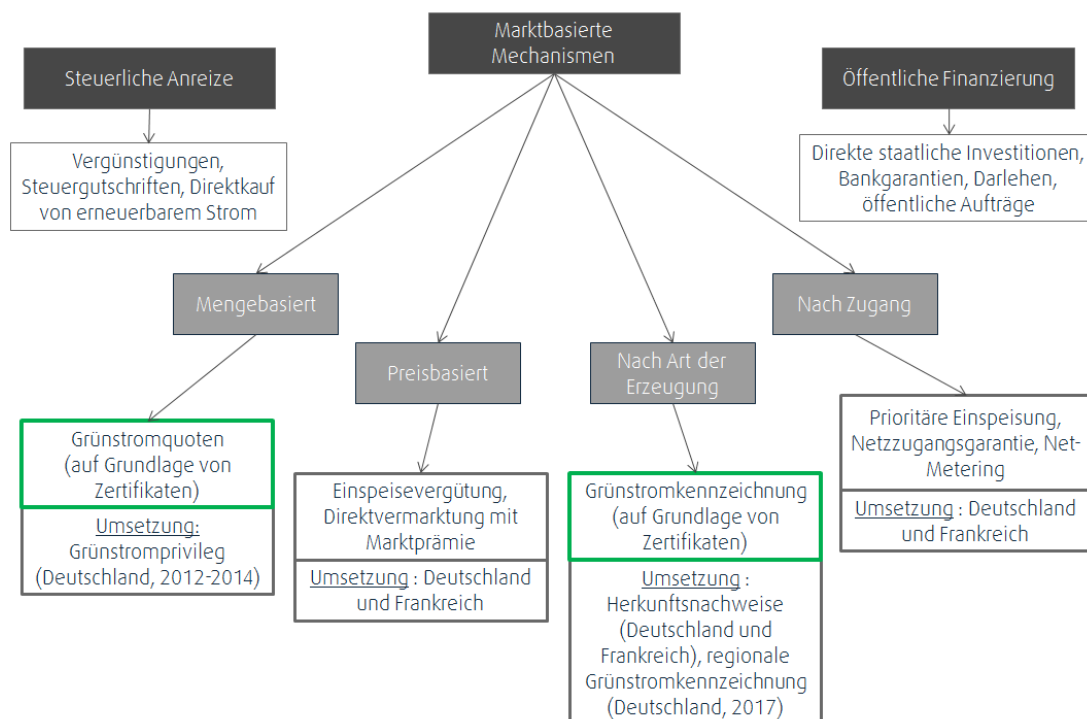 Marktbasierte
Mechanismen
Steuerliche Anreize
Öffentliche Finanzierung
Vergünstigungen,
Steuergutschriften, Direktkauf
von erneuerbarem Strom
Direkte staatliche Investitionen,
Bankgarantien, Darlehen,
öffentliche Aufträge
Mengebasiert
Nach Zugang
Preisbasiert
Nach Art der
Erzeugung
Grünstromquoten
(auf Grundlage von
Zertifikaten)
Umsetzung:
Grünstromprivileg
(Deutschland, 2012-2014)
Einspeisevergütung,
Direktvermarktung mit
Marktprämie
Umsetzung : Deutschland
und Frankreich
Grünstromkennzeichnung
(auf Grundlage von
Zertifikaten)
Umsetzung :
Herkunftsnachweise
(Deutschland und
Frankreich), regionale
Grünstromkennzeichnung
(Deutschland, 2017)
Prioritäre Einspeisung,
Netzzugangsgarantie, Net-
Metering
Umsetzung : Deutschland
und Frankreich